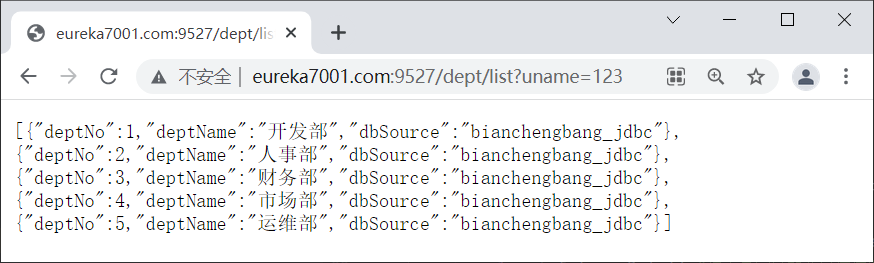 eureka7001.com:9527/dept/lis
不安全 | eureka7001.com:9527/dept/list?uname=123
[{"deptNo":1,"deptName":"开发部","dbSource":"bianchengbang_jdbc"},
{"deptNo":2,"deptName":"人事部","dbSource":"bianchengbang_jdbc"},
{"deptNo":3,"deptName":"财务部","dbSource":"bianchengbang_jdbc"},
{"deptNo":4,"deptName":"市场部","dbSource":"bianchengbang_jdbc"},
{"deptNo":5,"deptName":"运维部","dbSource":"bianchengbang_jdbc"}]